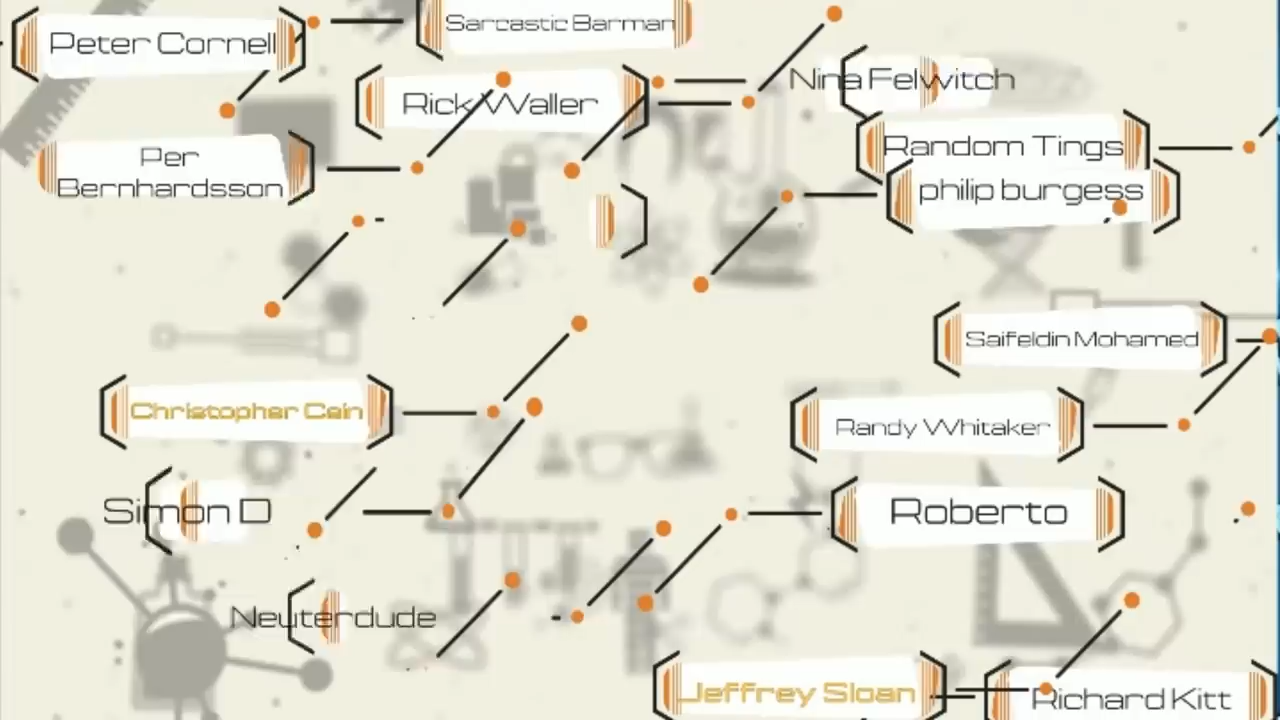 Sarcastic Barman
Peter Cornell
Nina Felwitch
Rick Waller
Random Tings
Per
Bernhardsson
philip burgess
Saifeldin Mohamed
Christopher Cain
Randy Whitaker
Simon D
Roberto
Neuterdude
Jeffrey Sloan
Richard Kitt